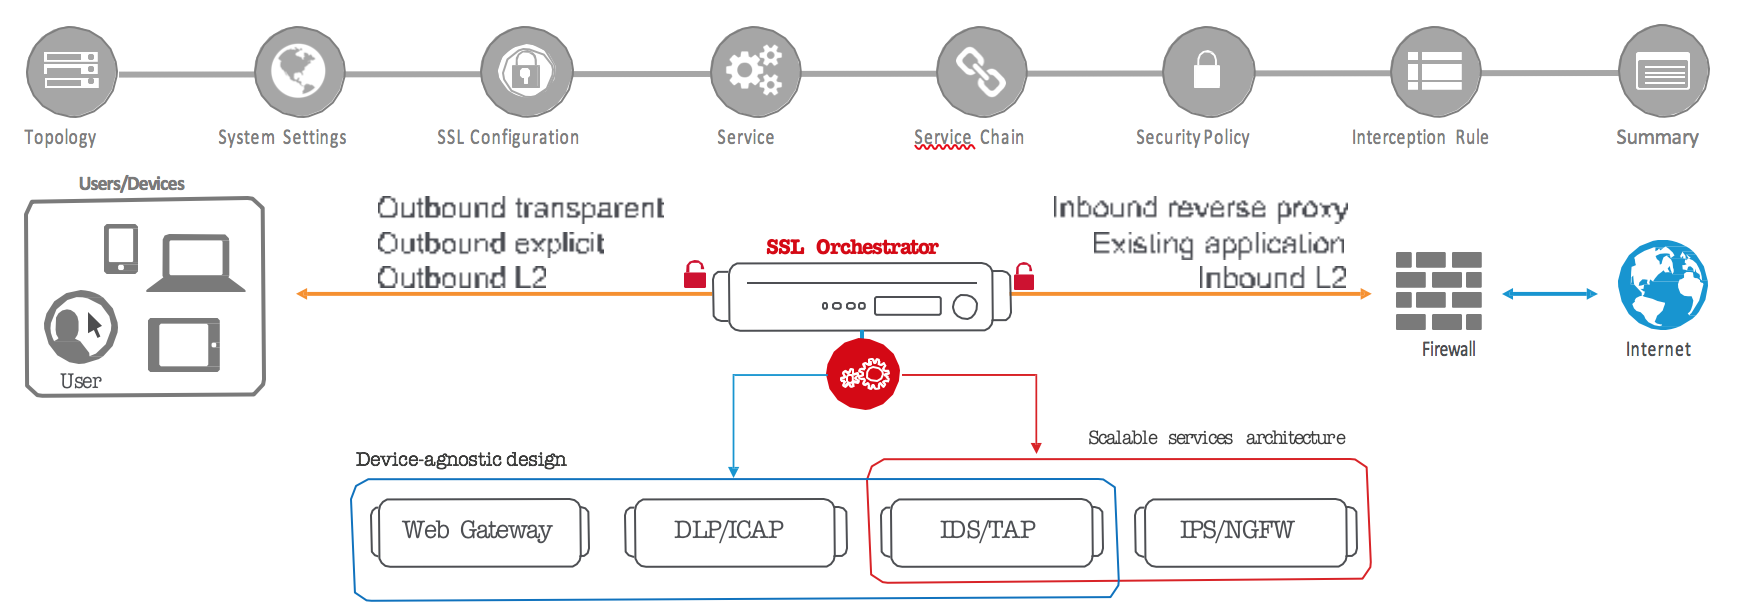 Topology
System Settings
SSL Configuration
Service
Service Chain
Security Policy
Interception Rule
Summary
Users/Devices
User
Outbound transparent
Outbound explicit
Outbound L2
SSL Orchestrator
Inbound reverse proxy
Existing application
Inbound L2
Firewall
Internet
Device-agnostic design
Scalable services architecture
Web Gateway
DLP/ICAP
IDS/TAP
IPS/NGFW